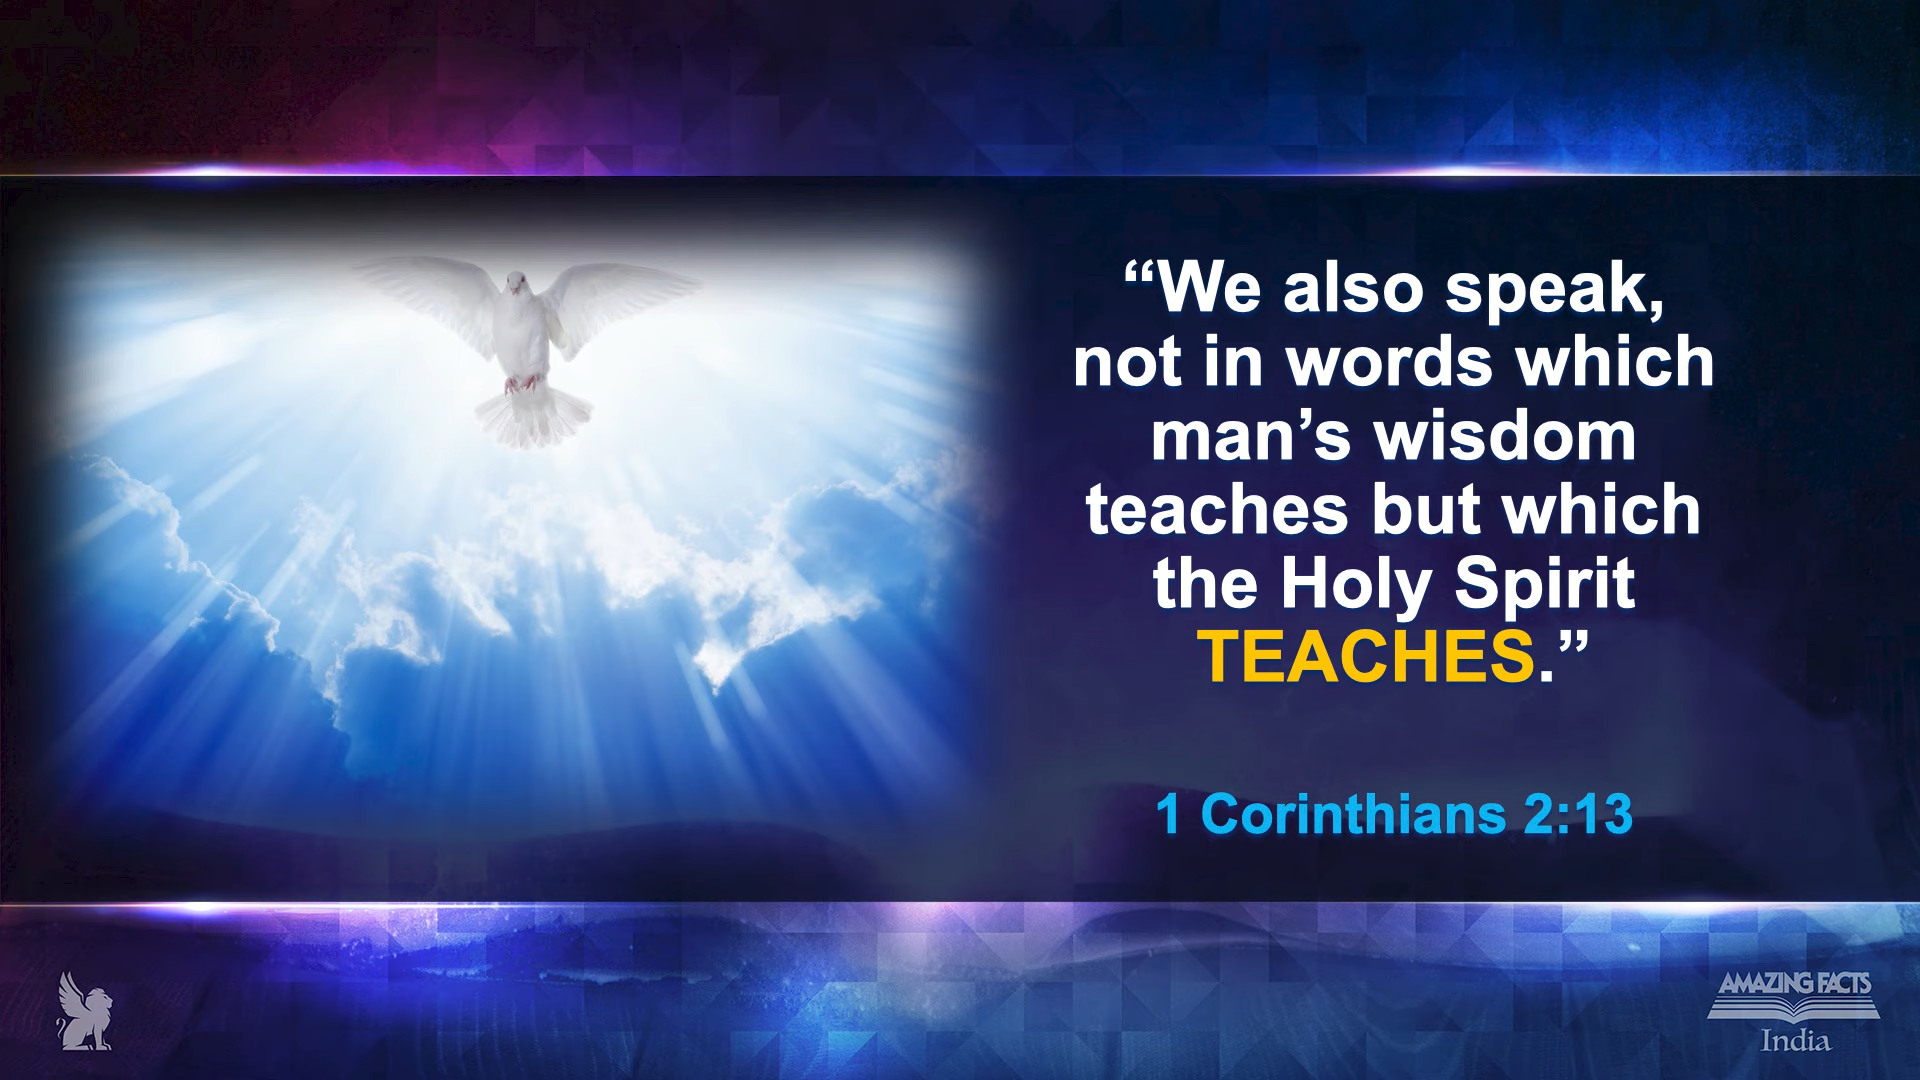 “We also speak,
not in words which
man’s wisdom
teaches but which
the Holy Spirit
TEACHES.”
1 Corinthians 2:13
AMAZING FACTS
India